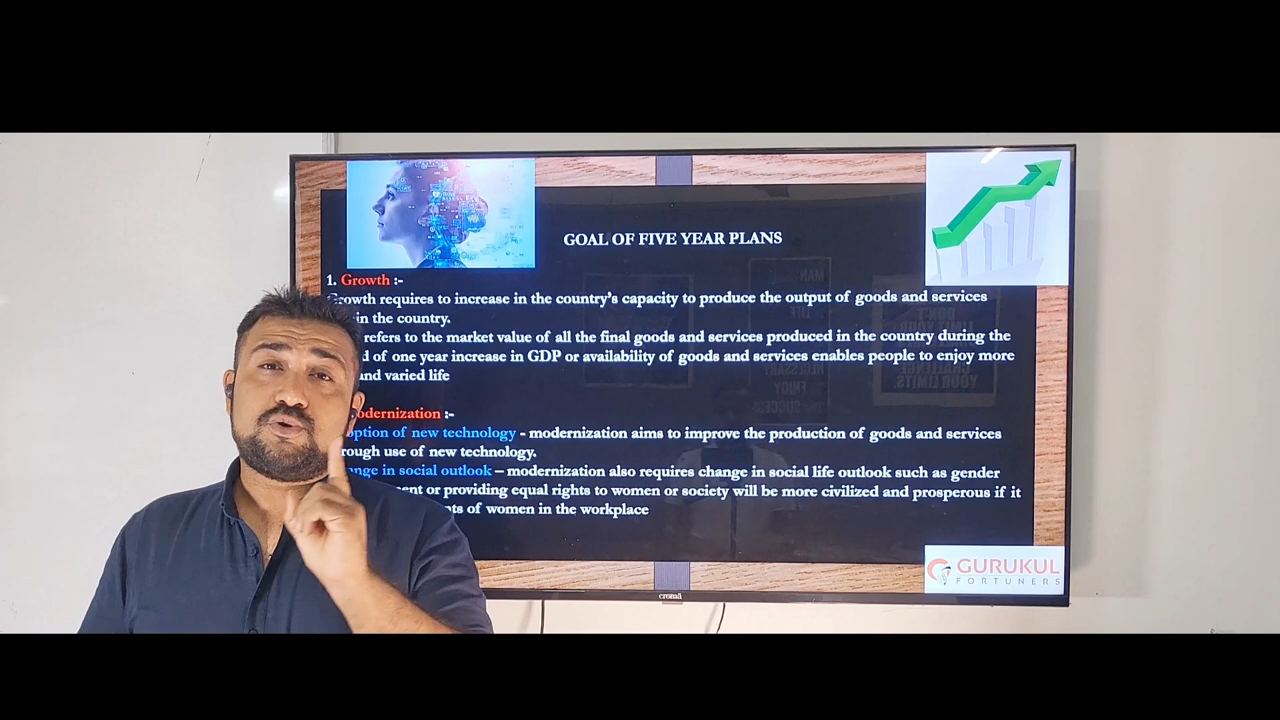 GOAL OF FIVE YEAR PLANS
1. Growth :-
Growth requires to increase in the country's capacity to produce the output of goods and services
in the country.
refers to the market value of all the final goods and services produced in the country during the
of one year increase in GDP or availability of goods and services enables people to enjoy more
and varied life
odernization :-
option of new technology - modernization aims to improve the production of goods and services
rough use of new technology.
nge in social outlook – modernization also requires change in social life outlook such as gender
ent or providing equal rights to women or society will be more civilized and prosperous if it
of women in the workplace
GURUKUL
FORTUNERS
croma